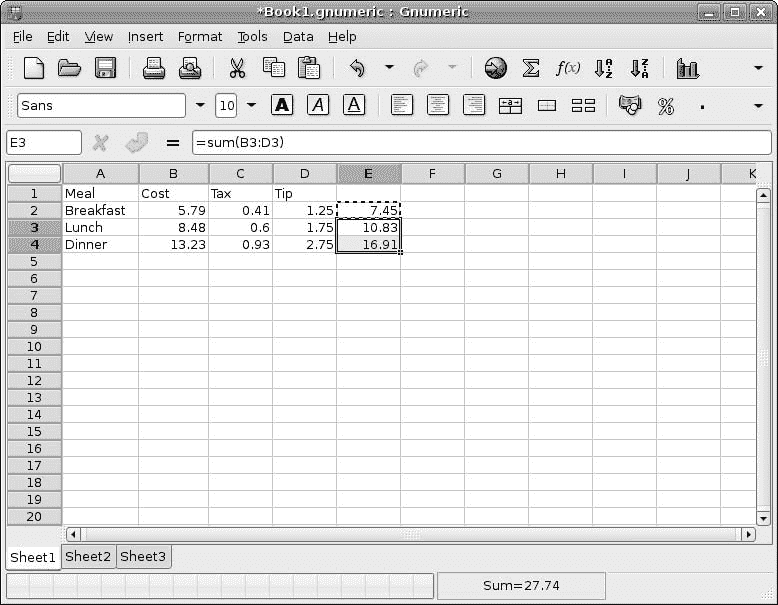 *Book1.gnumeric : Gnumeric
File Edit View Insert Format Tools Data Help
f(x) A Z Z A
Sans 10 A A A %
E3 = =sum(B3:D3)
A B C D E F G H I J K
1 Meal Cost Tax Tip
2 Breakfast 5.79 0.41 1.25 7.45
3 Lunch 8.48 0.6 1.75 10.83
4 Dinner 13.23 0.93 2.75 16.91
5
6
7
8
9
10
11
12
13
14
15
16
17
18
19
20
Sheet1 Sheet2 Sheet3
Sum=27.74